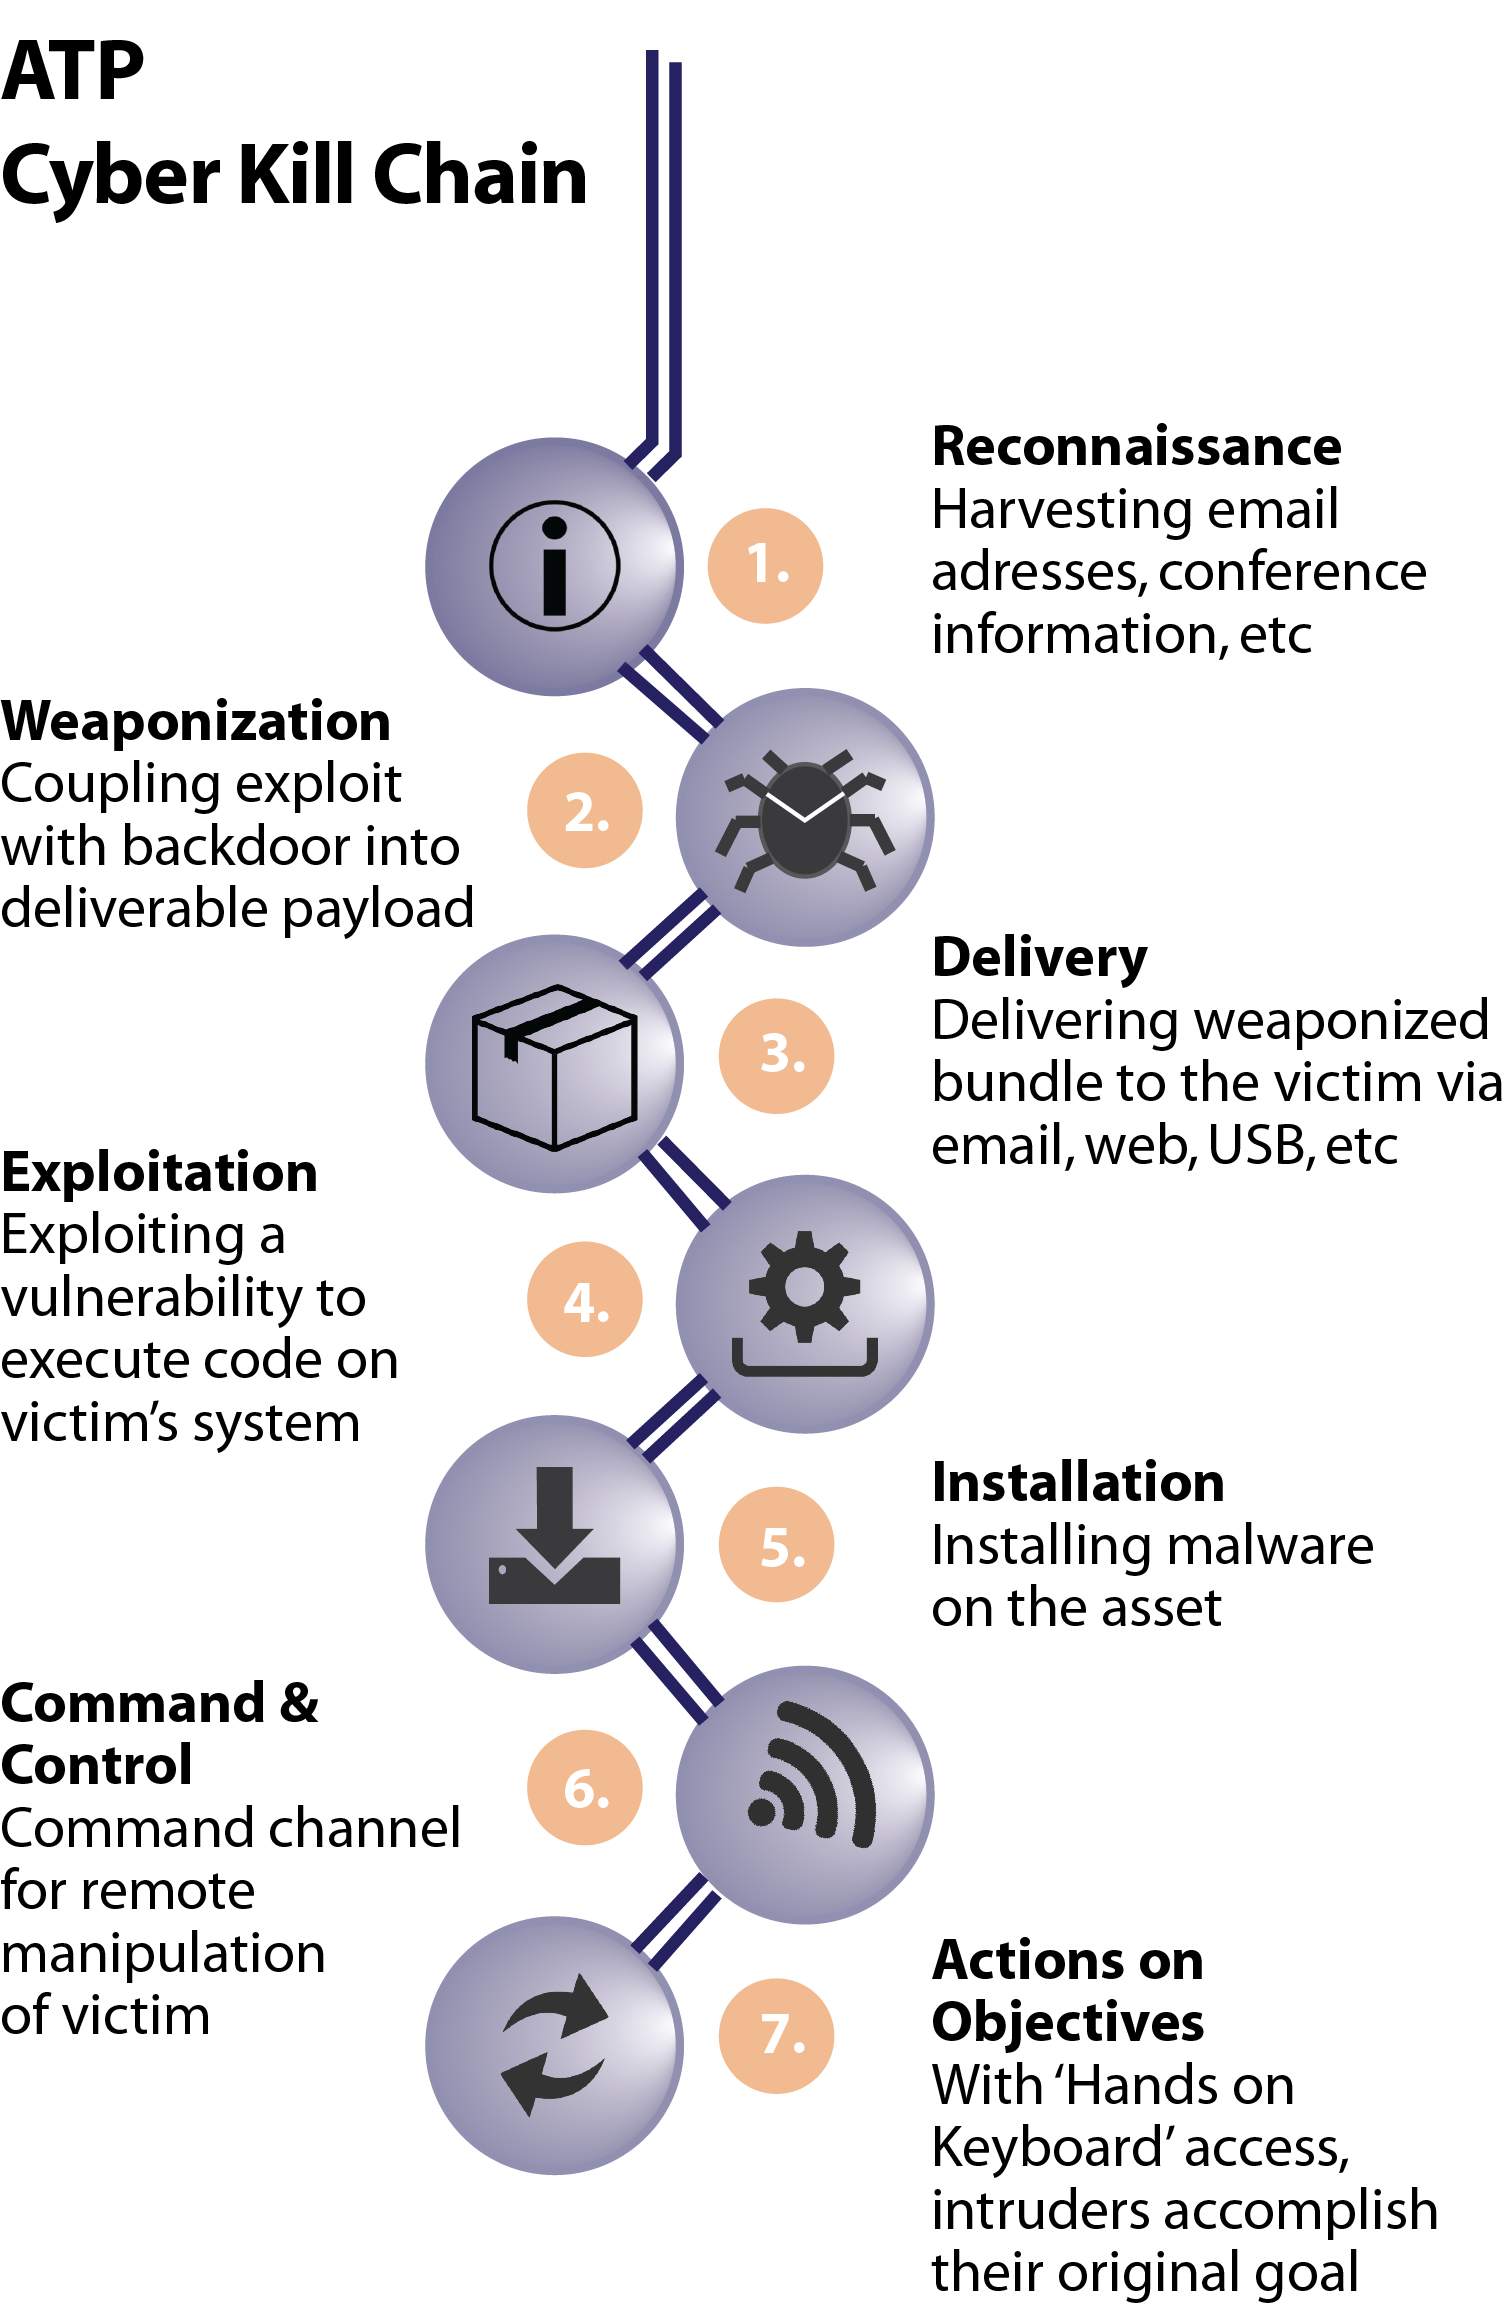 ATP
Cyber Kill Chain
1.
Reconnaissance
Harvesting email
adresses, conference
information, etc
Weaponization
Coupling exploit
with backdoor into
deliverable payload
2.
3.
Delivery
Delivering weaponized
bundle to the victim via
email, web, USB, etc
Exploitation
Exploiting a
vulnerability to
execute code on
victim’s system
4.
5.
Installation
Installing malware
on the asset
Command &
Control
Command channel
for remote
manipulation
of victim
6.
7.
Actions on
Objectives
With ‘Hands on
Keyboard’ access,
intruders accomplish
their original goal